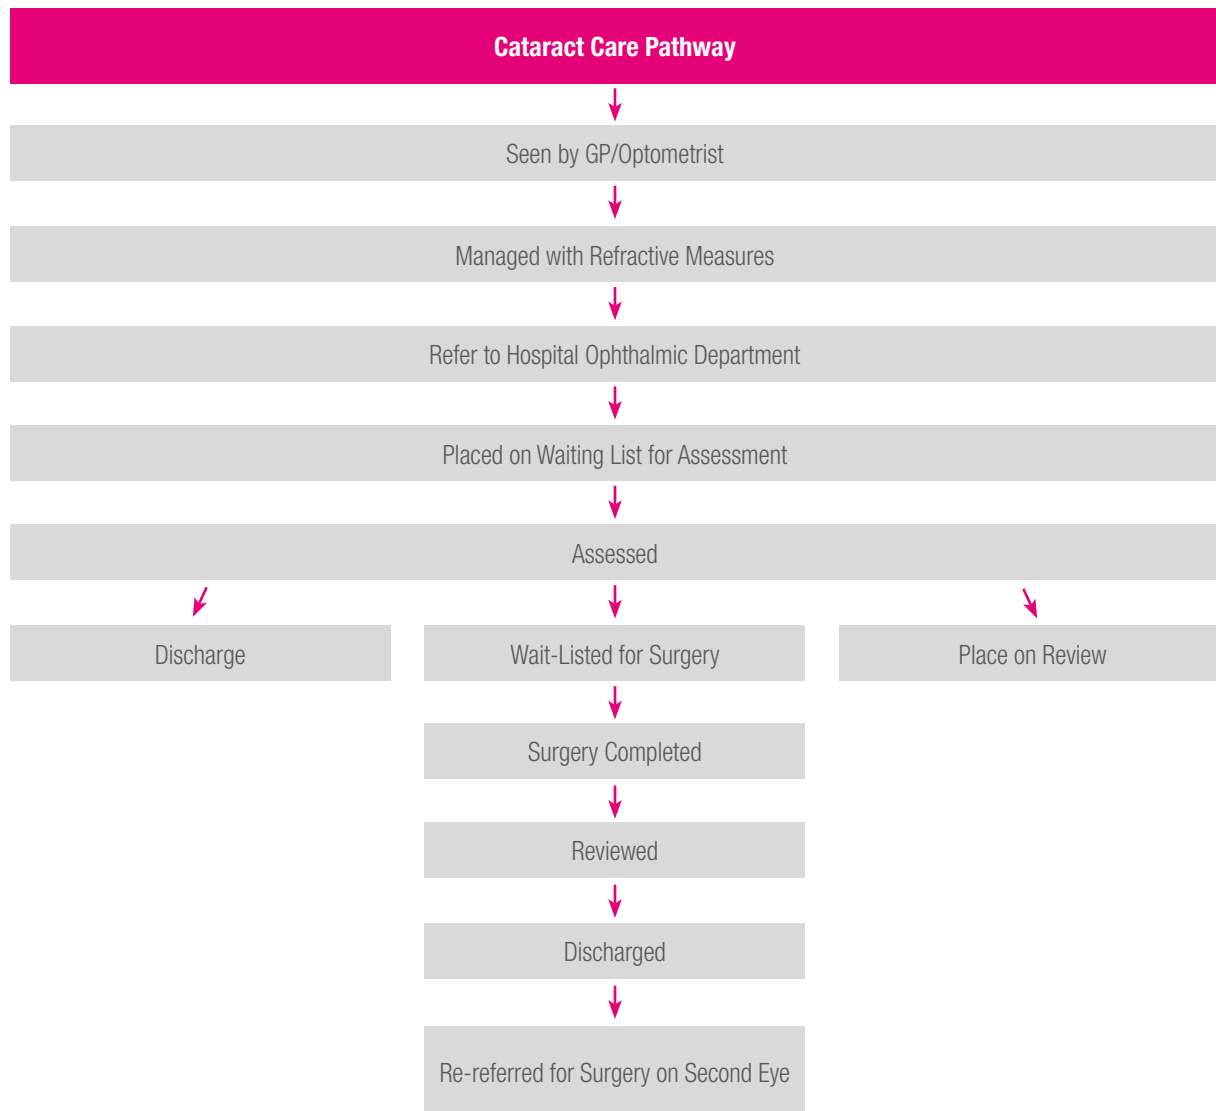 Cataract Care Pathway
Seen by GP/Optometrist
Managed with Refractive Measures
Refer to Hospital Ophthalmic Department
Placed on Waiting List for Assessment
Assessed
Discharge
Wait-Listed for Surgery
Place on Review
Surgery Completed
Reviewed
Discharged
Re-referred for Surgery on Second Eye